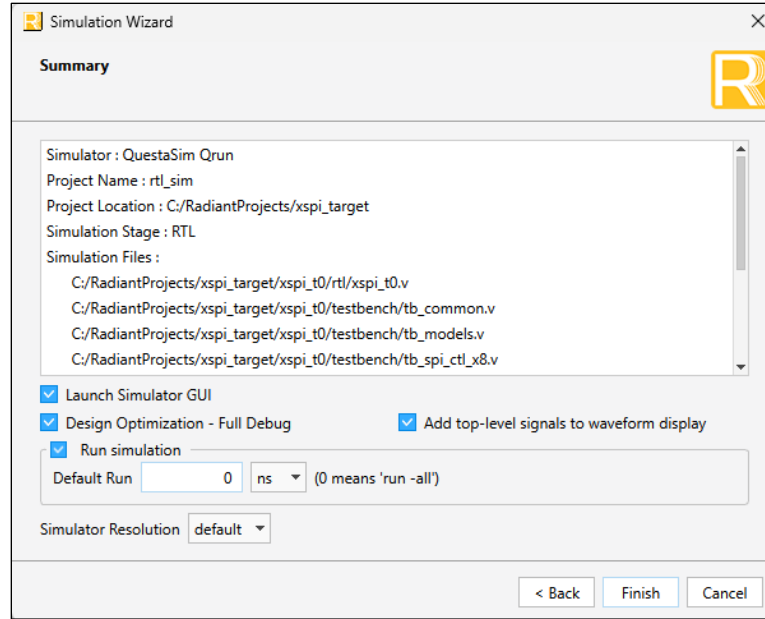 Simulation Wizard
Summary
Simulator : QuestaSim Qrun
Project Name : rtl_sim
Project Location : C:/RadiantProjects/xspi_target
Simulation Stage : RTL
Simulation Files :
C:/RadiantProjects/xspi_target/xspi_t0/rtl/xspi_t0.v
C:/RadiantProjects/xspi_target/xspi_t0/testbench/tb_common.v
C:/RadiantProjects/xspi_target/xspi_t0/testbench/tb_models.v
C:/RadiantProjects/xspi_target/xspi_t0/testbench/tb_spi_ctl_x8.v
Launch Simulator GUI
Design Optimization - Full Debug Add top-level signals to waveform display
Run simulation
Default Run 0 ns (0 means 'run -all')
Simulator Resolution default
< Back Finish Cancel